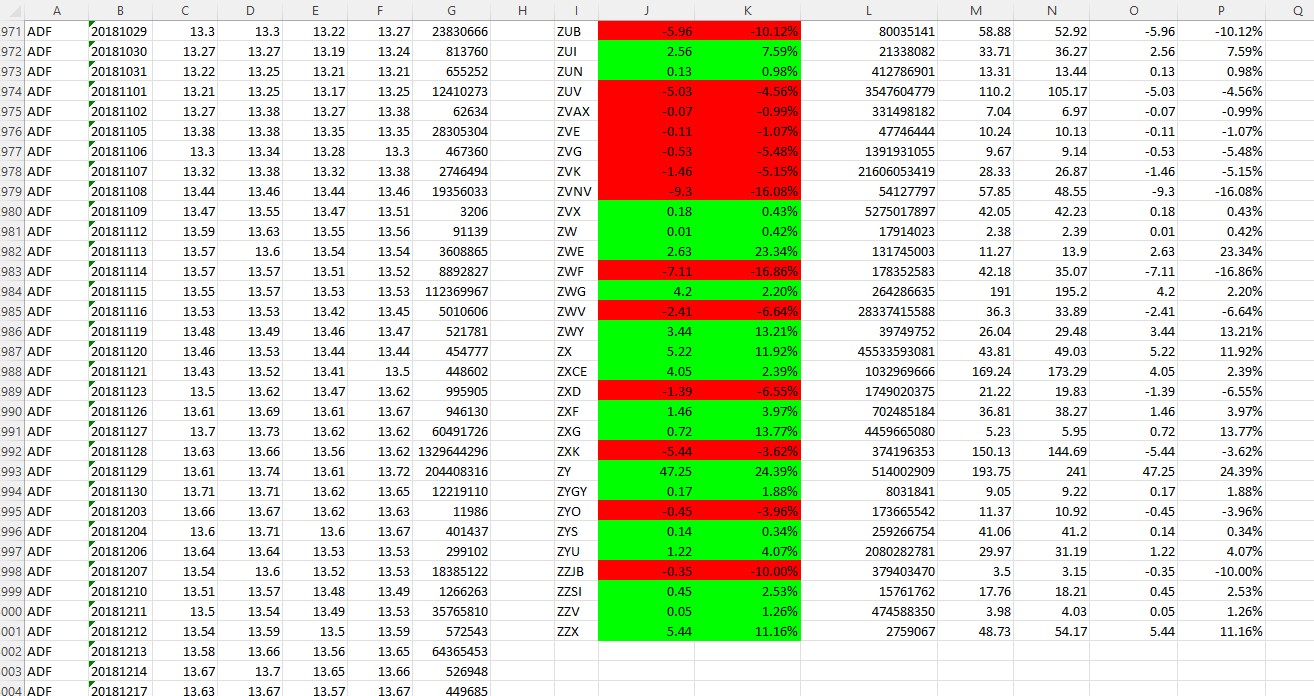 A B C D E F G H I J K L M N O P Q
971 ADF 20181029 13.3 13.3 13.22 13.27 23830666 ZUB -5.96 -10.12% 80035141 58.88 52.92 -5.96 -10.12%
972 ADF 20181030 13.27 13.27 13.19 13.24 813760 ZUI 2.56 7.59% 21338082 33.71 36.27 2.56 7.59%
973 ADF 20181031 13.22 13.25 13.21 13.21 655252 ZUN 0.13 0.98% 412786901 13.31 13.44 0.13 0.98%
974 ADF 20181101 13.21 13.25 13.17 13.25 12410273 ZUV -5.03 -4.56% 3547604779 110.2 105.17 -5.03 -4.56%
975 ADF 20181102 13.27 13.38 13.27 13.38 62634 ZVAX -0.07 -0.99% 331498182 7.04 6.97 -0.07 -0.99%
976 ADF 20181105 13.38 13.38 13.35 13.35 28305304 ZVE -0.11 -1.07% 47746444 10.24 10.13 -0.11 -1.07%
977 ADF 20181106 13.3 13.34 13.28 13.3 467360 ZVG -0.53 -5.48% 1391931055 9.67 9.14 -0.53 -5.48%
978 ADF 20181107 13.32 13.38 13.32 13.38 2746494 ZVK -1.46 -5.15% 21606053419 28.33 26.87 -1.46 -5.15%
979 ADF 20181108 13.44 13.46 13.44 13.46 19356033 ZVNV -9.3 -16.08% 54127797 57.85 48.55 -9.3 -16.08%
980 ADF 20181109 13.47 13.55 13.47 13.51 3206 ZVX 0.18 0.43% 5275017897 42.05 42.23 0.18 0.43%
981 ADF 20181112 13.59 13.63 13.55 13.56 91139 ZW 0.01 0.42% 17914023 2.38 2.39 0.01 0.42%
982 ADF 20181113 13.57 13.6 13.54 13.54 3608865 ZWE 2.63 23.34% 131745003 11.27 13.9 2.63 23.34%
983 ADF 20181114 13.57 13.57 13.51 13.52 8892827 ZWF -7.11 -16.86% 178352583 42.18 35.07 -7.11 -16.86%
984 ADF 20181115 13.55 13.57 13.53 13.53 112369967 ZWG 4.2 2.20% 264286635 191 195.2 4.2 2.20%
985 ADF 20181116 13.53 13.53 13.42 13.45 5010606 ZWV -2.41 -6.64% 28337415588 36.3 33.89 -2.41 -6.64%
986 ADF 20181119 13.48 13.49 13.46 13.47 521781 ZWY 3.44 13.21% 39749752 26.04 29.48 3.44 13.21%
987 ADF 20181120 13.46 13.53 13.44 13.44 454777 ZX 5.22 11.92% 45533593081 43.81 49.03 5.22 11.92%
988 ADF 20181121 13.43 13.52 13.41 13.5 448602 ZXCE 4.05 2.39% 1032969666 169.24 173.29 4.05 2.39%
989 ADF 20181123 13.5 13.62 13.47 13.62 995905 ZXD -1.39 -6.55% 1749020375 21.22 19.83 -1.39 -6.55%
990 ADF 20181126 13.61 13.69 13.61 13.67 946130 ZXF 1.46 3.97% 702485184 36.81 38.27 1.46 3.97%
991 ADF 20181127 13.7 13.73 13.62 13.62 60491726 ZXG 0.72 13.77% 4459665080 5.23 5.95 0.72 13.77%
992 ADF 20181128 13.63 13.66 13.56 13.62 1329644296 ZXK -5.44 -3.62% 374196353 150.13 144.69 -5.44 -3.62%
993 ADF 20181129 13.61 13.74 13.61 13.72 204408316 ZY 47.25 24.39% 514002909 193.75 241 47.25 24.39%
994 ADF 20181130 13.71 13.71 13.62 13.65 12219110 ZYGY 0.17 1.88% 8031841 9.05 9.22 0.17 1.88%
995 ADF 20181203 13.66 13.67 13.62 13.63 11986 ZYO -0.45 -3.96% 173665542 11.37 10.92 -0.45 -3.96%
996 ADF 20181204 13.6 13.71 13.6 13.67 401437 ZYS 0.14 0.34% 259266754 41.06 41.2 0.14 0.34%
997 ADF 20181206 13.64 13.64 13.53 13.53 299102 ZYU 1.22 4.07% 2080282781 29.97 31.19 1.22 4.07%
998 ADF 20181207 13.54 13.6 13.52 13.53 18385122 ZZJB -0.35 -10.00% 379403470 3.5 3.15 -0.35 -10.00%
999 ADF 20181210 13.51 13.57 13.48 13.49 1266263 ZZSI 0.45 2.53% 15761762 17.76 18.21 0.45 2.53%
000 ADF 20181211 13.5 13.54 13.49 13.53 35765810 ZZV 0.05 1.26% 474588350 3.98 4.03 0.05 1.26%
001 ADF 20181212 13.54 13.59 13.5 13.59 572543 ZZX 5.44 11.16% 2759067 48.73 54.17 5.44 11.16%
002 ADF 20181213 13.58 13.66 13.56 13.65 64365453
003 ADF 20181214 13.67 13.7 13.65 13.66 526948
004 ADF 20181217 13.63 13.67 13.57 13.67 449685